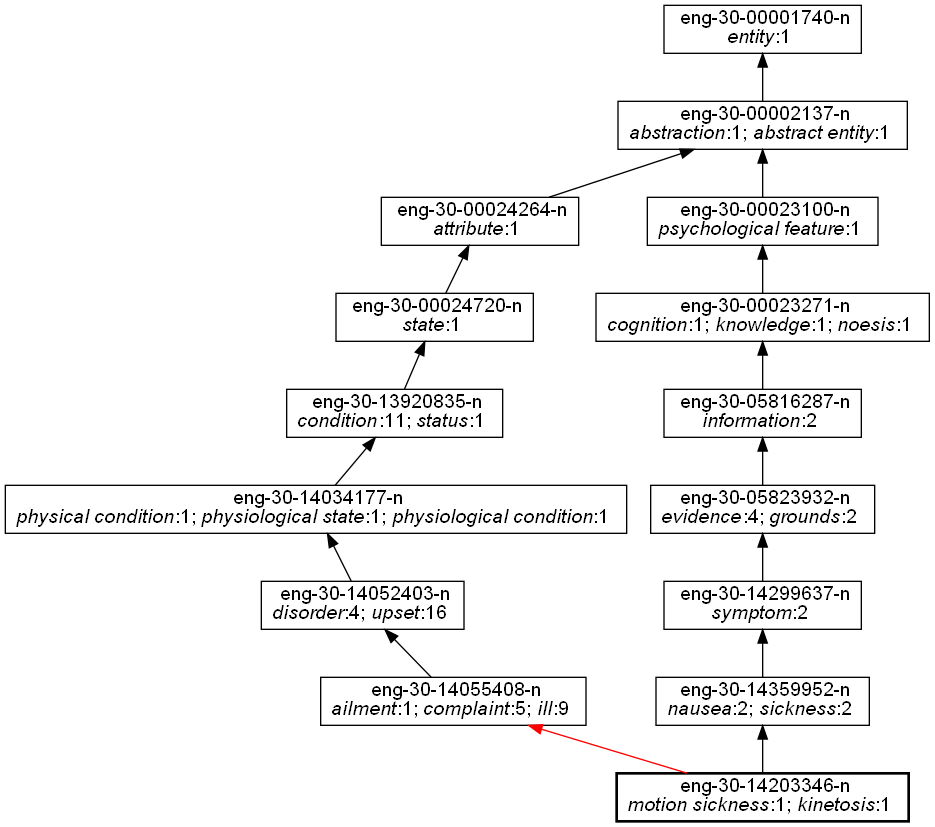 eng-30-00001740-n
entity:1
eng-30-00002137-n
abstraction:1; abstract entity:1
eng-30-00024264-n
attribute:1
eng-30-00023100-n
psychological feature:1
eng-30-00024720-n
state:1
eng-30-00023271-n
cognition:1; knowledge:1; noesis:1
eng-30-13920835-n
condition:11; status:1
eng-30-05816287-n
information:2
eng-30-14034177-n
physical condition:1; physiological state:1; physiological condition:1
eng-30-05823932-n
evidence:4; grounds:2
eng-30-14052403-n
disorder:4; upset:16
eng-30-14299637-n
symptom:2
eng-30-14055408-n
ailment:1; complaint:5; ill:9
eng-30-14359952-n
nausea:2; sickness:2
eng-30-14203346-n
motion sickness:1; kinetosis:1